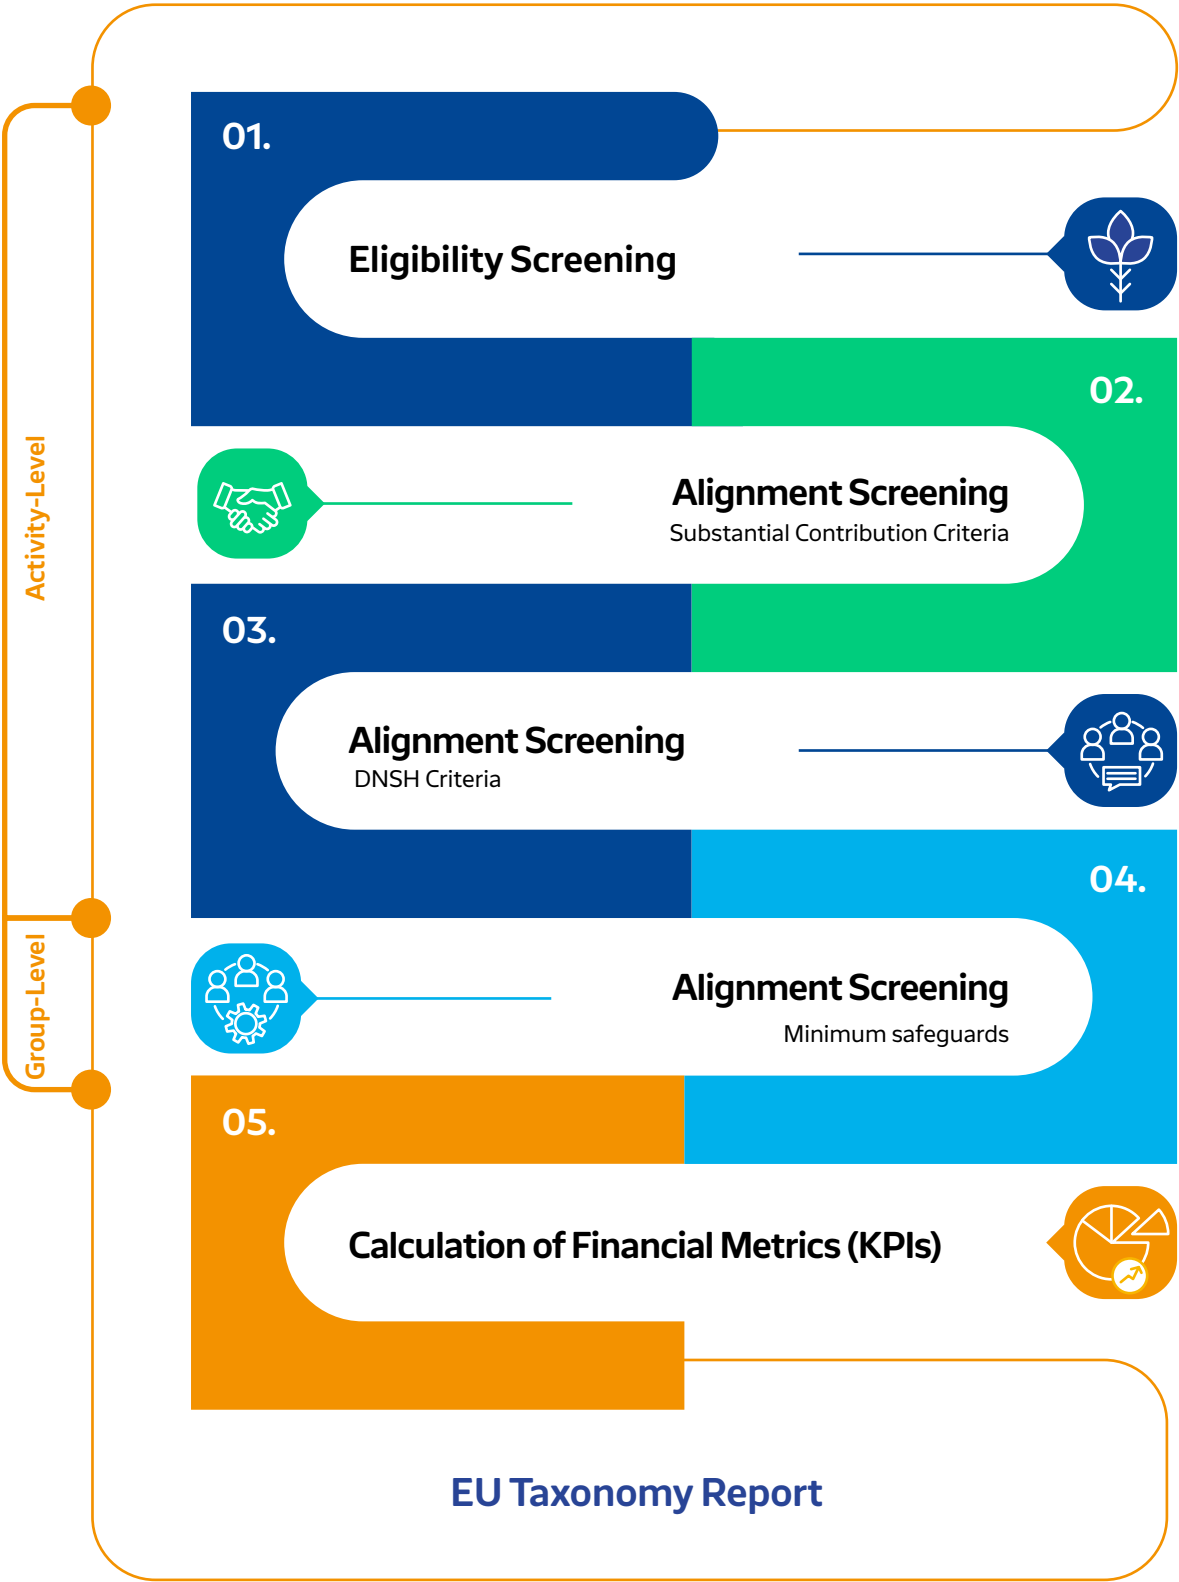 01.
Eligibility Screening
02.
Alignment Screening
Substantial Contribution Criteria
Activity-Level
03.
Alignment Screening
DNSH Criteria
04.
Alignment Screening
Minimum safeguards
Group-Level
05.
Calculation of Financial Metrics (KPIs)
EU Taxonomy Report